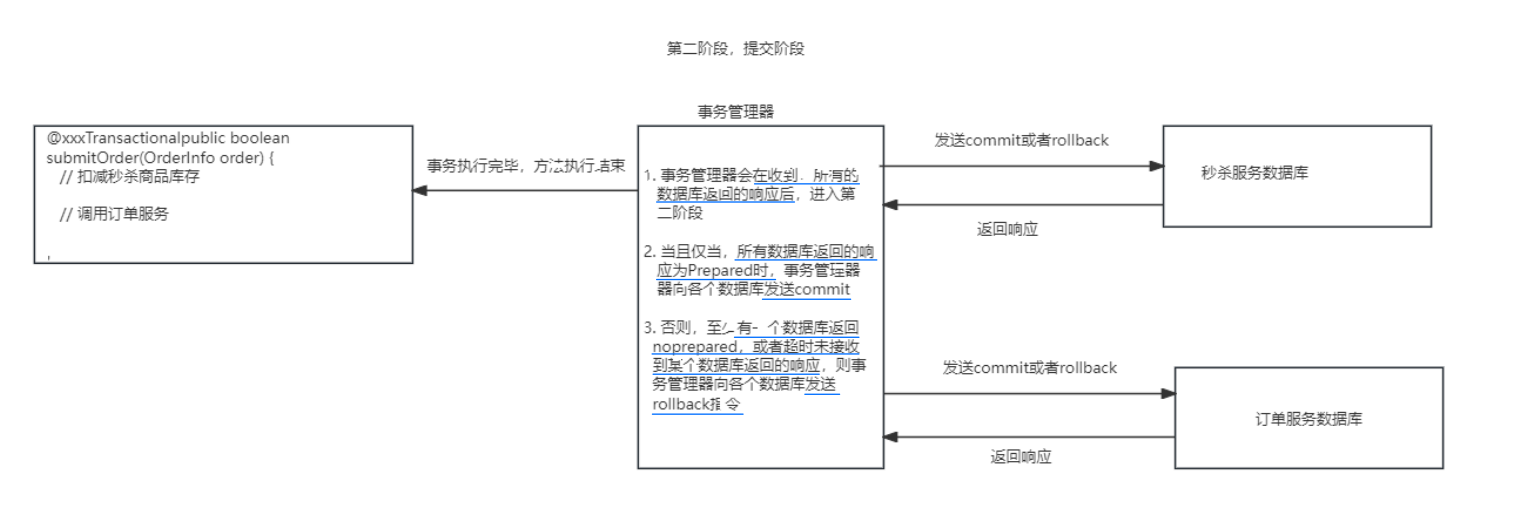 第二阶段，提交阶段
事务管理器
@xxxTransactionalpublic boolean
submitOrder(OrderInfo order) {
// 扣减秒杀商品库存
// 调用订单服务
事务执行完毕，方法执行结束
1. 事务管理器会在收到，所有的
数据库返回的响应后，进入第
二阶段
2. 当且仅当，所有数据库返回的响
应为Prepared时，事务管理器
器向各个数据库发送commit
3. 否则，至少有一个数据库返回
noprepared，或者超时未接收
到某个数据库返回的响应，则事
务管理器向各个数据库发送
rollback指令
发送commit或者rollback
秒杀服务数据库
返回响应
发送commit或者rollback
订单服务数据库
返回响应